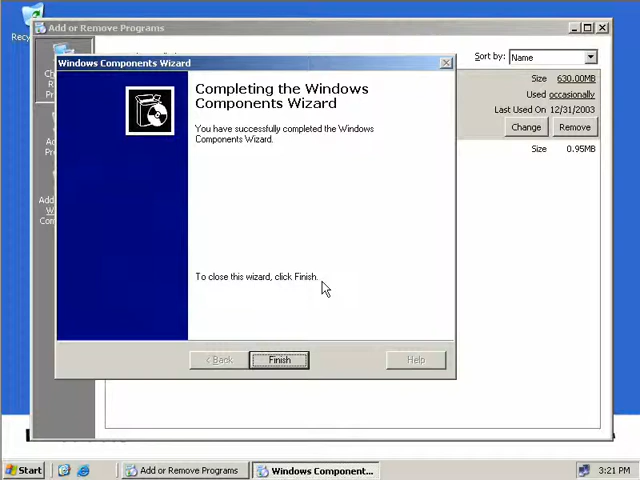 Recy
Add or Remove Programs
Sort by: Name
Windows Components Wizard
Completing the Windows
Components Wizard
You have successfully completed the Windows
Components Wizard.
To close this wizard, click Finish.
< Back
Finish
Help
Size 630.00MB
Used occasionally
Last Used On 12/31/2003
Change
Remove
Size 0.95MB
Start
Add or Remove Programs
Windows Component...
3:21 PM